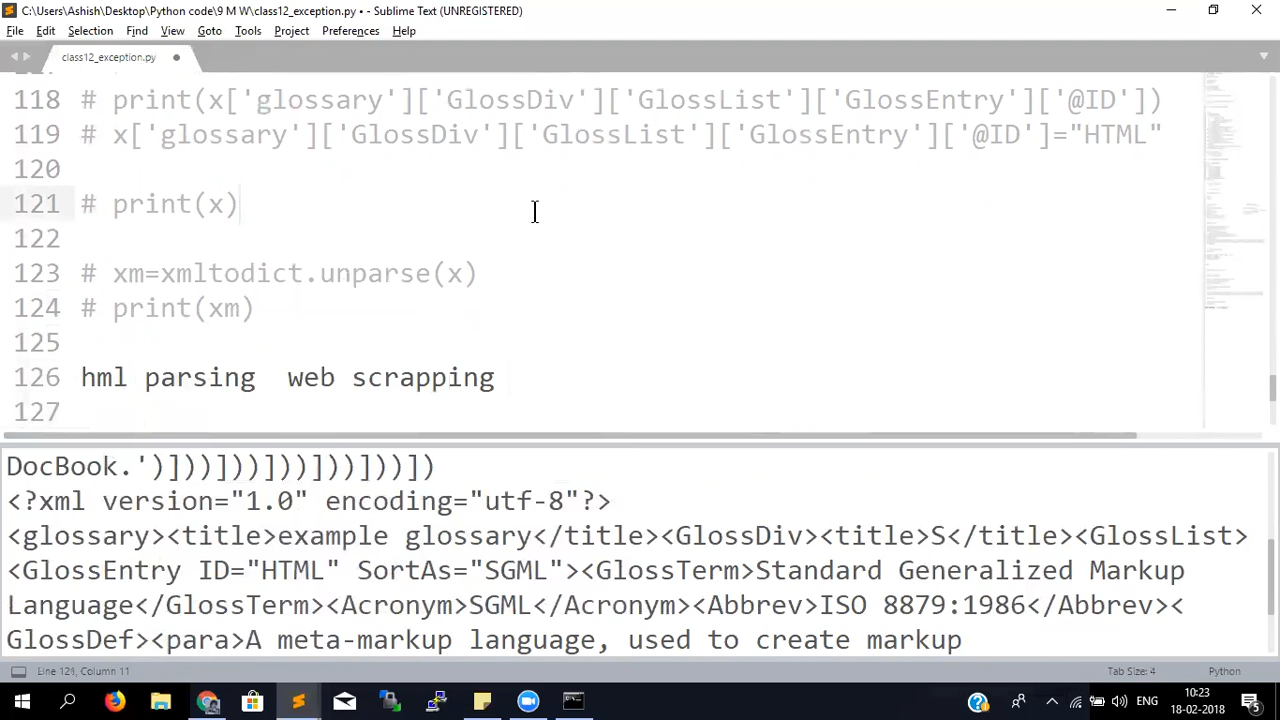 C:\Users\Ashish\Desktop\Python code\9 M W\class12_exception.py • - Sublime Text (UNREGISTERED)
File Edit Selection Find View Goto Tools Project Preferences Help
class12_exception.py
118 # print(x['glossary']['GlossDiv']['GlossList']['GlossEntry']['@ID'])
119 # x['glossary']['GlossDiv']['GlossList']['GlossEntry']['@ID']="HTML"
120
121 # print(x)
122
123 # xm=xmltodict.unparse(x)
124 # print(xm)
125
126 hml parsing  web scrapping
127
DocBook.')]))]))]))]))]))])
<?xml version="1.0" encoding="utf-8"?>
<glossary><title>example glossary</title><GlossDiv><title>S</title><GlossList>
<GlossEntry ID="HTML" SortAs="SGML"><GlossTerm>Standard Generalized Markup
Language</GlossTerm><Acronym>SGML</Acronym><Abbrev>ISO 8879:1986</Abbrev><
GlossDef><para>A meta-markup language, used to create markup
Line 121, Column 11
Tab Size: 4
Python
ENG
10:23
18-02-2018
5